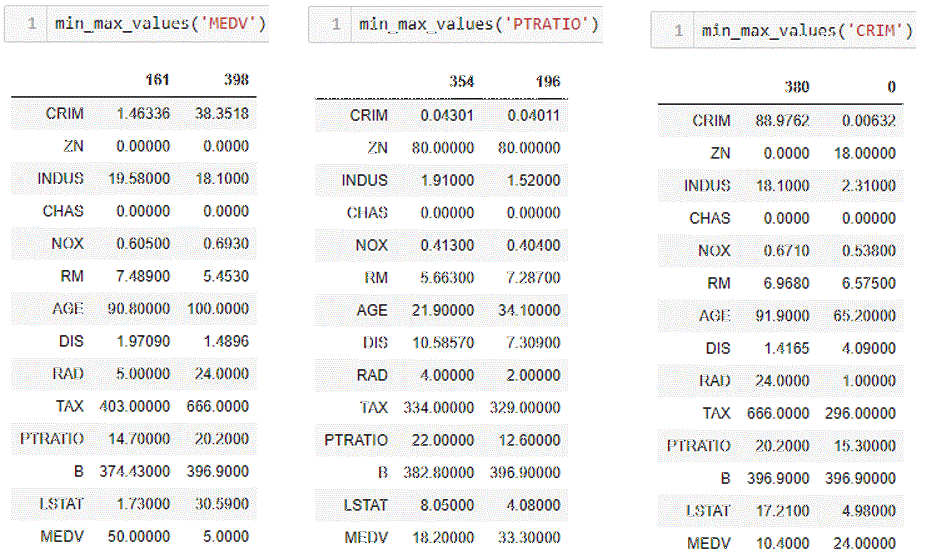 1 min_max_values('MEDV')
161 398
CRIM 1.46336 38.3518
ZN 0.00000 0.0000
INDUS 19.58000 18.1000
CHAS 0.00000 0.0000
NOX 0.60500 0.6930
RM 7.48900 5.4530
AGE 90.80000 100.0000
DIS 1.97090 1.4896
RAD 5.00000 24.0000
TAX 403.00000 666.0000
PTRATIO 14.70000 20.2000
B 374.43000 396.9000
LSTAT 1.73000 30.5900
MEDV 50.00000 5.0000
1 min_max_values('PTRATIO')
354 196
CRIM 0.04301 0.04011
ZN 80.00000 80.00000
INDUS 1.91000 1.52000
CHAS 0.00000 0.00000
NOX 0.41300 0.40400
RM 5.66300 7.28700
AGE 21.90000 34.10000
DIS 10.58570 7.30900
RAD 4.00000 2.00000
TAX 334.00000 329.00000
PTRATIO 22.00000 12.60000
B 382.80000 396.90000
LSTAT 8.05000 4.08000
MEDV 18.20000 33.30000
1 min_max_values('CRIM')
380 0
CRIM 88.9762 0.00632
ZN 0.0000 18.00000
INDUS 18.1000 2.31000
CHAS 0.0000 0.00000
NOX 0.6710 0.53800
RM 6.9680 6.57500
AGE 91.9000 65.20000
DIS 1.4165 4.09000
RAD 24.0000 1.00000
TAX 666.0000 296.00000
PTRATIO 20.2000 15.30000
B 396.9000 396.90000
LSTAT 17.2100 4.98000
MEDV 10.4000 24.00000